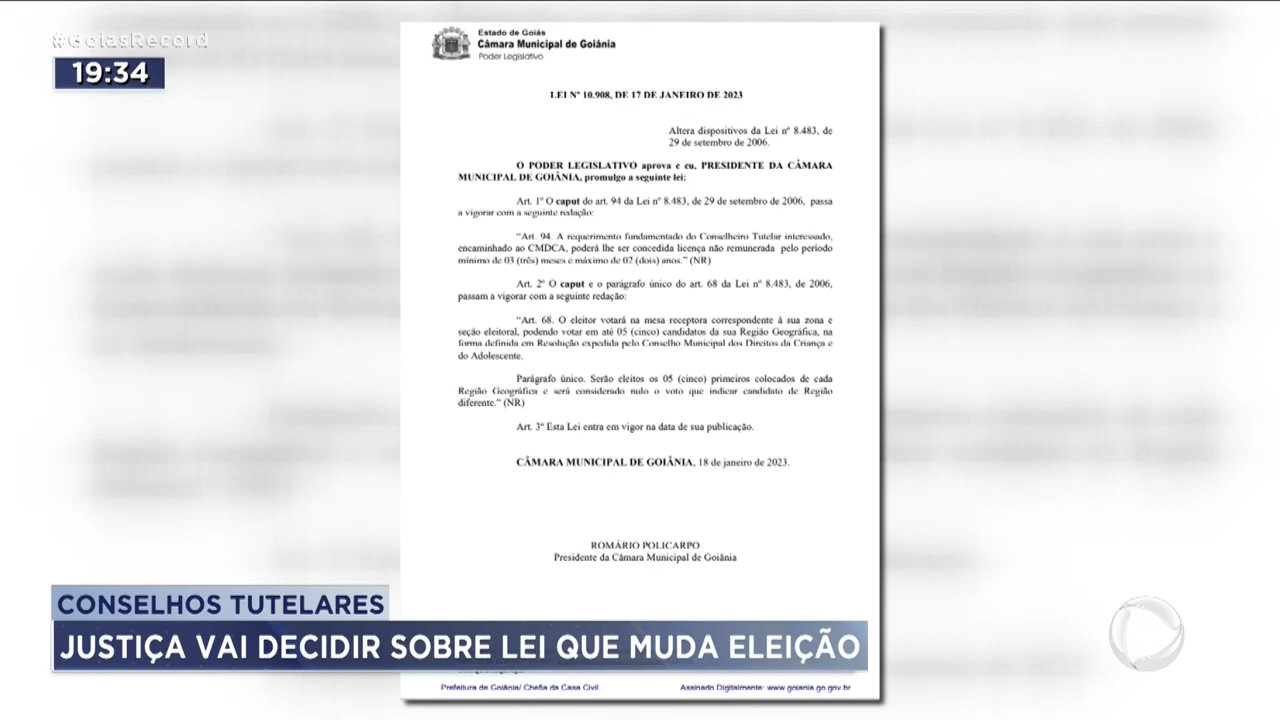 #GoiasRecord
19:34
Estado de Goiás
Câmara Municipal de Goiânia
Poder Legislativo
LEI Nº 10.908, DE 17 DE JANEIRO DE 2023
Altera dispositivos da Lei nº 8.483, de
29 de setembro de 2006.
O PODER LEGISLATIVO aprova e eu, PRESIDENTE DA CÂMARA
MUNICIPAL DE GOIÂNIA, promulgo a seguinte lei:
Art. 1º O caput do art. 94 da Lei nº 8.483, de 29 de setembro de 2006, passa
a vigorar com a seguinte redação:
"Art. 94. A requerimento fundamentado do Conselheiro Tutelar interessado,
encaminhado ao CMDCA, poderá lhe ser concedida licença não remunerada pelo período
mínimo de 03 (três) meses e máximo de 02 (dois) anos." (NR)
Art. 2º O caput e o parágrafo único do art. 68 da Lei nº 8.483, de 2006,
passam a vigorar com a seguinte redação:
"Art. 68. O eleitor votará na mesa receptora correspondente à sua zona e
seção eleitoral, podendo votar em até 05 (cinco) candidatos da sua Região Geográfica, na
forma definida em Resolução expedida pelo Conselho Municipal dos Direitos da Criança e
do Adolescente.
Parágrafo único. Serão eleitos os 05 (cinco) primeiros colocados de cada
Região Geográfica e será considerado nulo o voto que indicar candidato de Região
diferente." (NR)
Art. 3º Esta Lei entra em vigor na data de sua publicação.
CÂMARA MUNICIPAL DE GOIÂNIA, 18 de janeiro de 2023.
ROMÁRIO POLICARPO
Presidente da Câmara Municipal de Goiânia
CONSELHOS TUTELARES
JUSTIÇA VAI DECIDIR SOBRE LEI QUE MUDA ELEIÇÃO
Prefeitura de Goiânia/ Chefia da Casa Civil
Assinado Digitalmente: www.goiania.go.gov.br